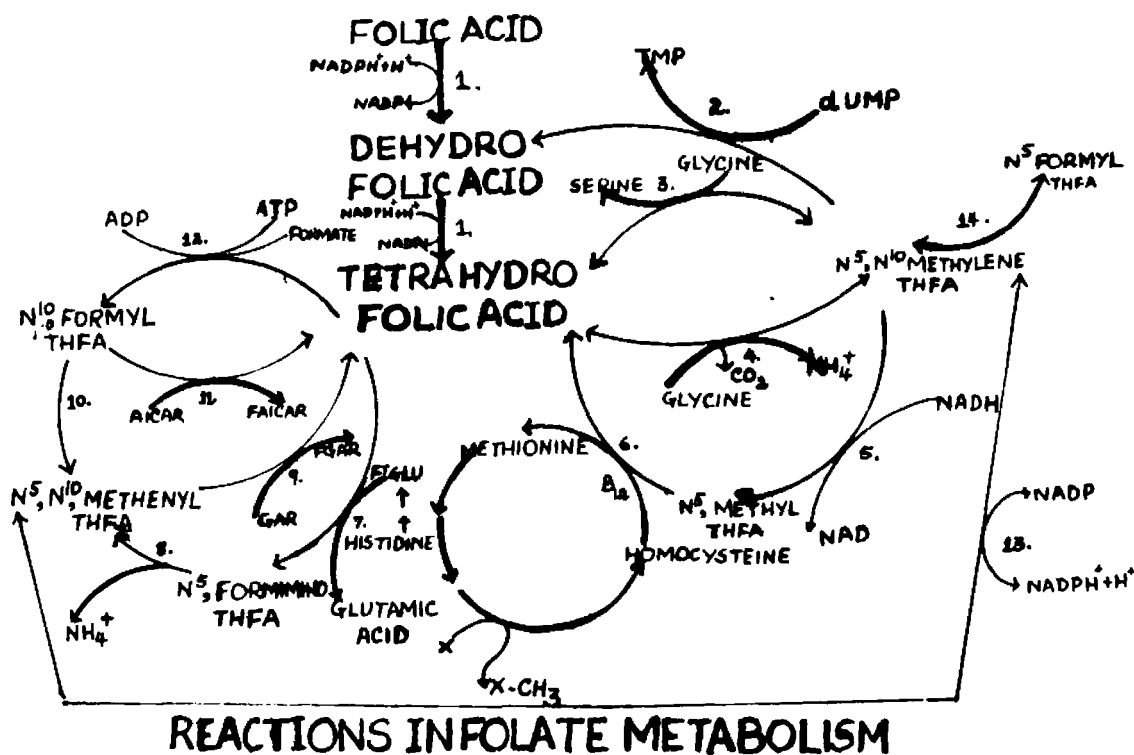 FOLIC ACID
NADPH⁺+H⁺
1.
NADP
TMP
2.
dUMP
DEHYDRO
FOLIC ACID
GLYCINE
SERINE 3.
N⁵ FORMYL
THFA
14.
NADPH+H⁺
1.
NADP
ADP
ATP
12.
FORMATE
TETRAHYDRO
FOLIC ACID
N⁵,N¹⁰ METHYLENE
THFA
N¹⁰ FORMYL
THFA
4.
CO₂
NH₄⁺
GLYCINE
10.
11
AICAR
FAICAR
NADH
METHIONINE
6.
5.
FGAR
9.
GAR
FIGLU
B₁₂
N⁵, N¹⁰, METHENYL
THFA
N⁵, METHYL
THFA
NAD
NADP
7.
HISTIDINE
HOMOCYSTEINE
8.
13.
NADPH⁺+H⁺
N⁵, FORMIMINO
THFA
GLUTAMIC
ACID
NH₄⁺
X
X-CH₃
REACTIONS IN FOLATE METABOLISM